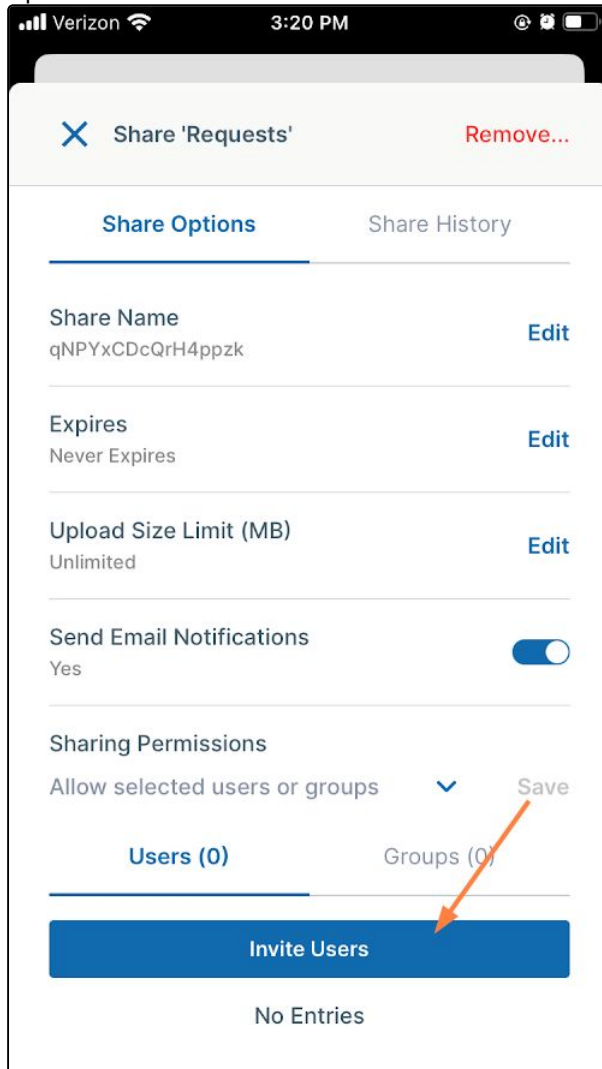 Verizon 3:20 PM
Share 'Requests' Remove...
Share Options Share History
Share Name
qNPYxCDcQrH4ppzk
Edit
Expires
Never Expires
Edit
Upload Size Limit (MB)
Unlimited
Edit
Send Email Notifications
Yes
Sharing Permissions
Allow selected users or groups Save
Users (0) Groups (0)
Invite Users
No Entries